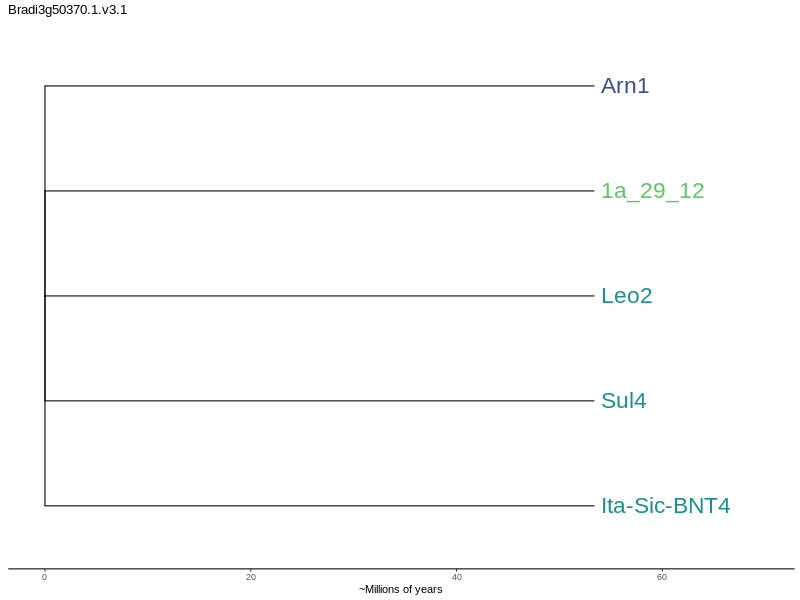 Bradi3g50370.1.v3.1
Arn1
1a_29_12
Leo2
Sul4
Ita-Sic-BNT4
0 20 40 60
~Millions of years